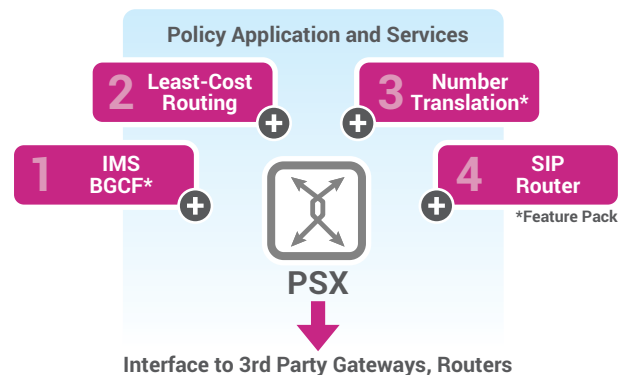 Policy Application and Services
2 Least-Cost
Routing
3 Number
Translation*
1 IMS
BGCF*
4 SIP
Router
*Feature Pack
PSX
Interface to 3rd Party Gateways, Routers